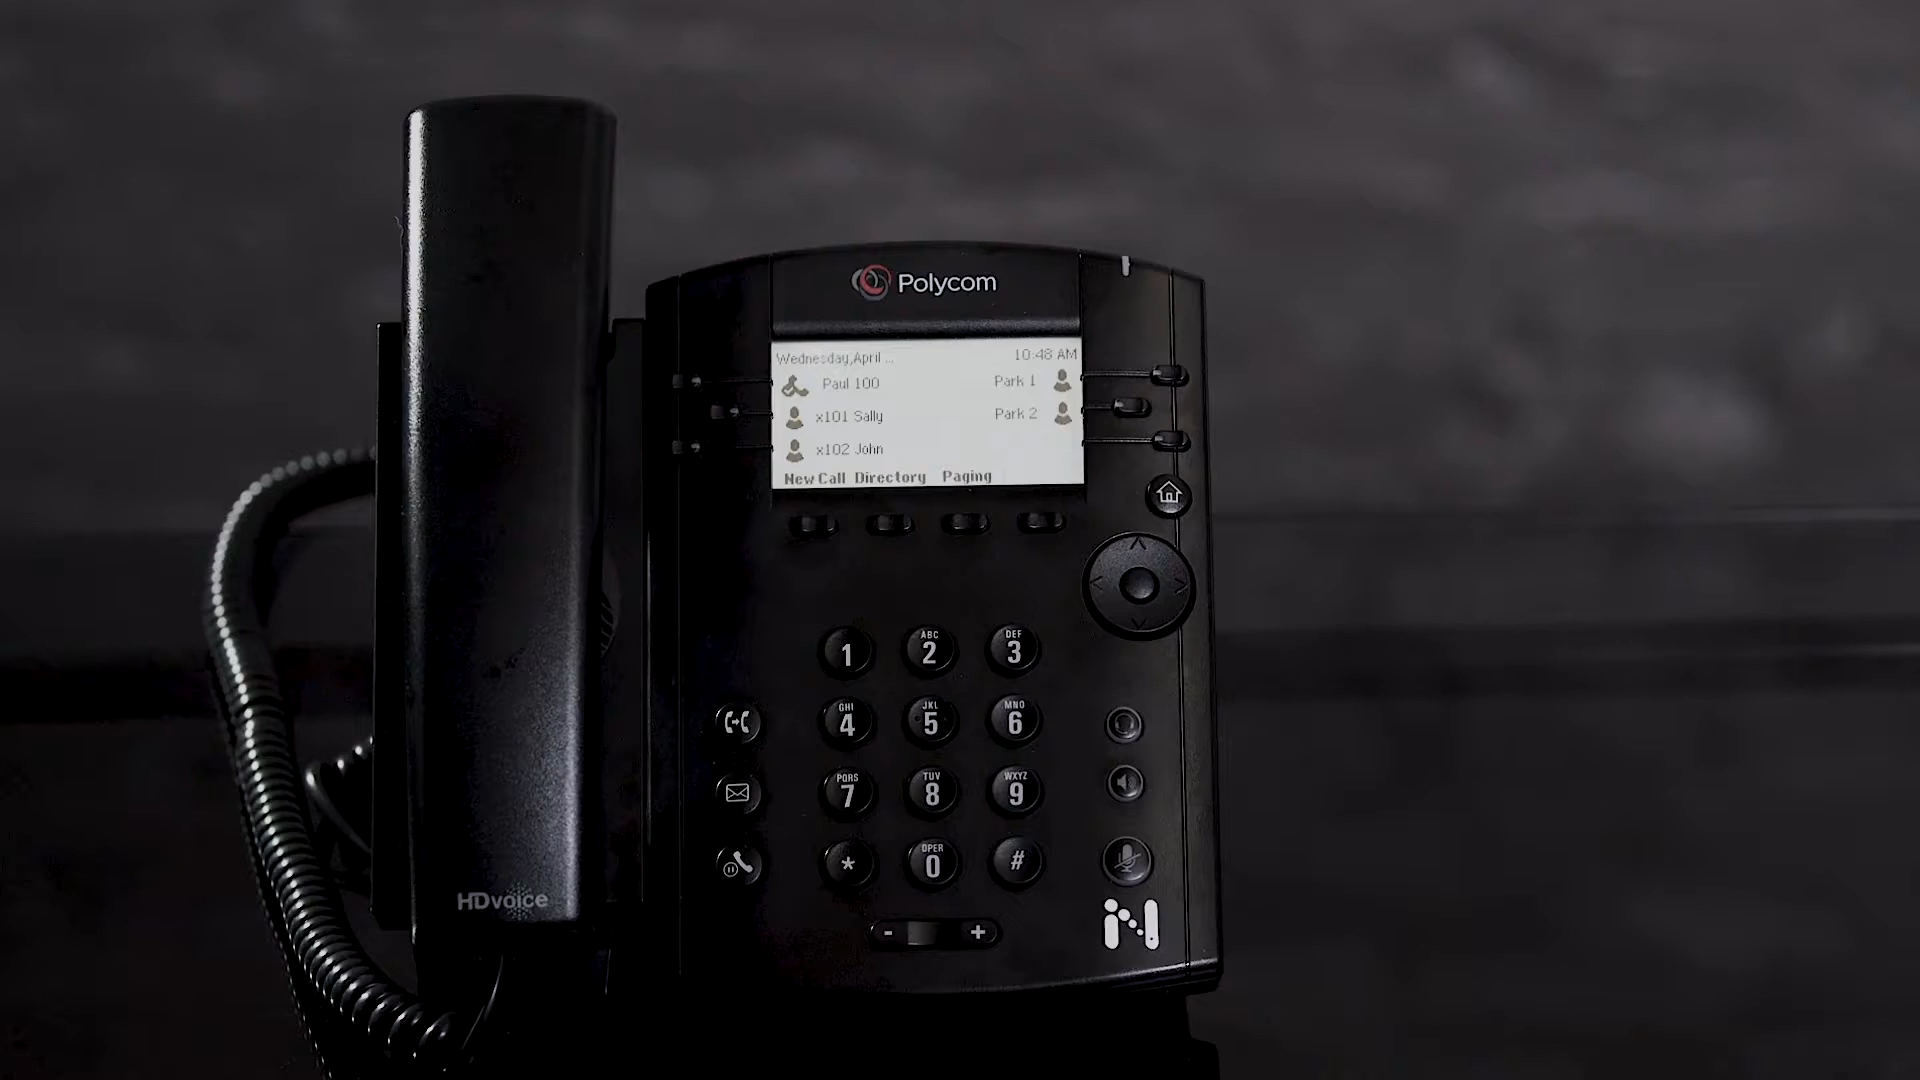 Polycom
Wednesday,April ...
10:48 AM
Paul 100
Park 1
x101 Sally
Park 2
x102 John
New Call Directory Paging
1
ABC
2
DEF
3
GHI
4
JKL
5
MNO
6
PQRS
7
TUV
8
WXYZ
9
*
OPER
0
#
- +
HDvoice